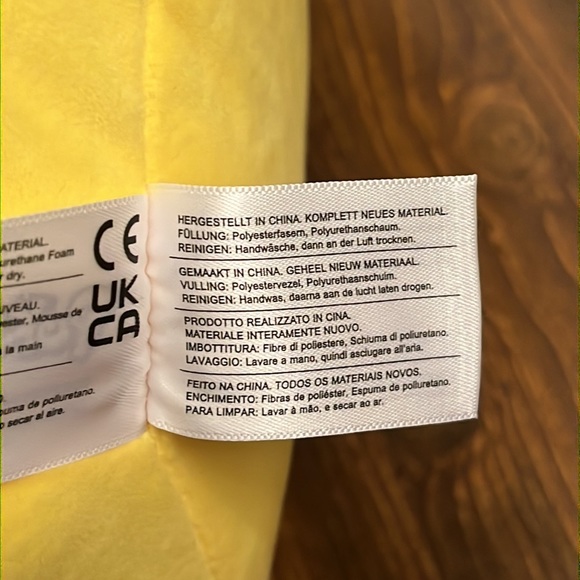 ATERIAL.
urethane Foam
r dry.
UVEAU.
ester, Mousse de
à la main
O.
spuma de poliuretano.
o secar al aire.
CE
UK
CA
HERGESTELLT IN CHINA. KOMPLETT NEUES MATERIAL.
FÜLLUNG: Polyesterfasern, Polyurethanschaum.
REINIGEN: Handwäsche, dann an der Luft trocknen.
GEMAAKT IN CHINA. GEHEEL NIEUW MATERIAAL.
VULLING: Polyestervezel, Polyurethaanschuim.
REINIGEN: Handwas, daarna aan de lucht laten drogen.
PRODOTTO REALIZZATO IN CINA.
MATERIALE INTERAMENTE NUOVO.
IMBOTTITURA: Fibre di poliestere, Schiuma di poliuretano.
LAVAGGIO: Lavare a mano, quindi asciugare all'aria.
FEITO NA CHINA. TODOS OS MATERIAIS NOVOS.
ENCHIMENTO: Fibras de poliéster, Espuma de poliuretano.
PARA LIMPAR: Lavar à mão, e secar ao ar.